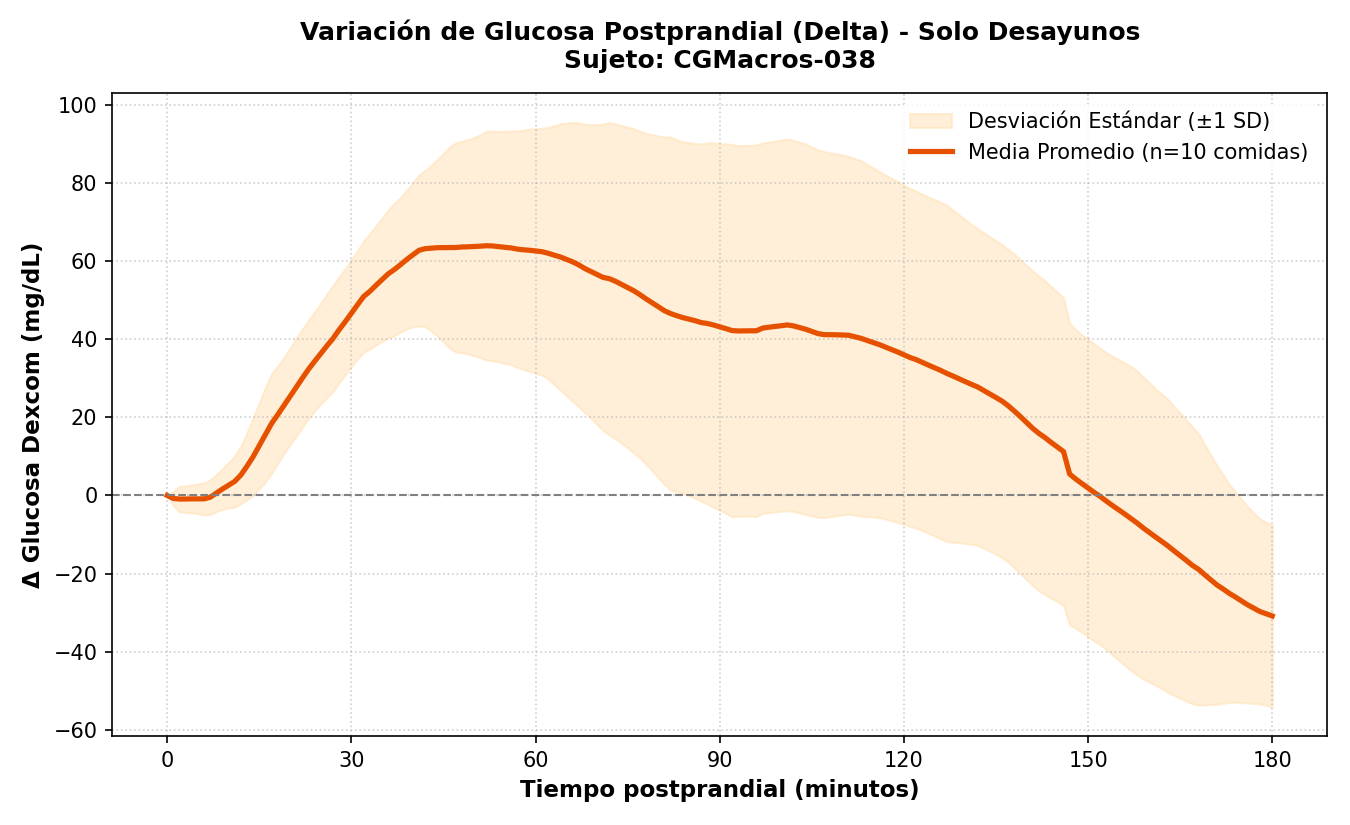 Variación de Glucosa Postprandial (Delta) - Solo Desayunos
Sujeto: CGMacros-038
Desviación Estándar (±1 SD)
Media Promedio (n=10 comidas)
Δ Glucosa Dexcom (mg/dL)
100
80
60
40
20
0
−20
−40
−60
0 30 60 90 120 150 180
Tiempo postprandial (minutos)